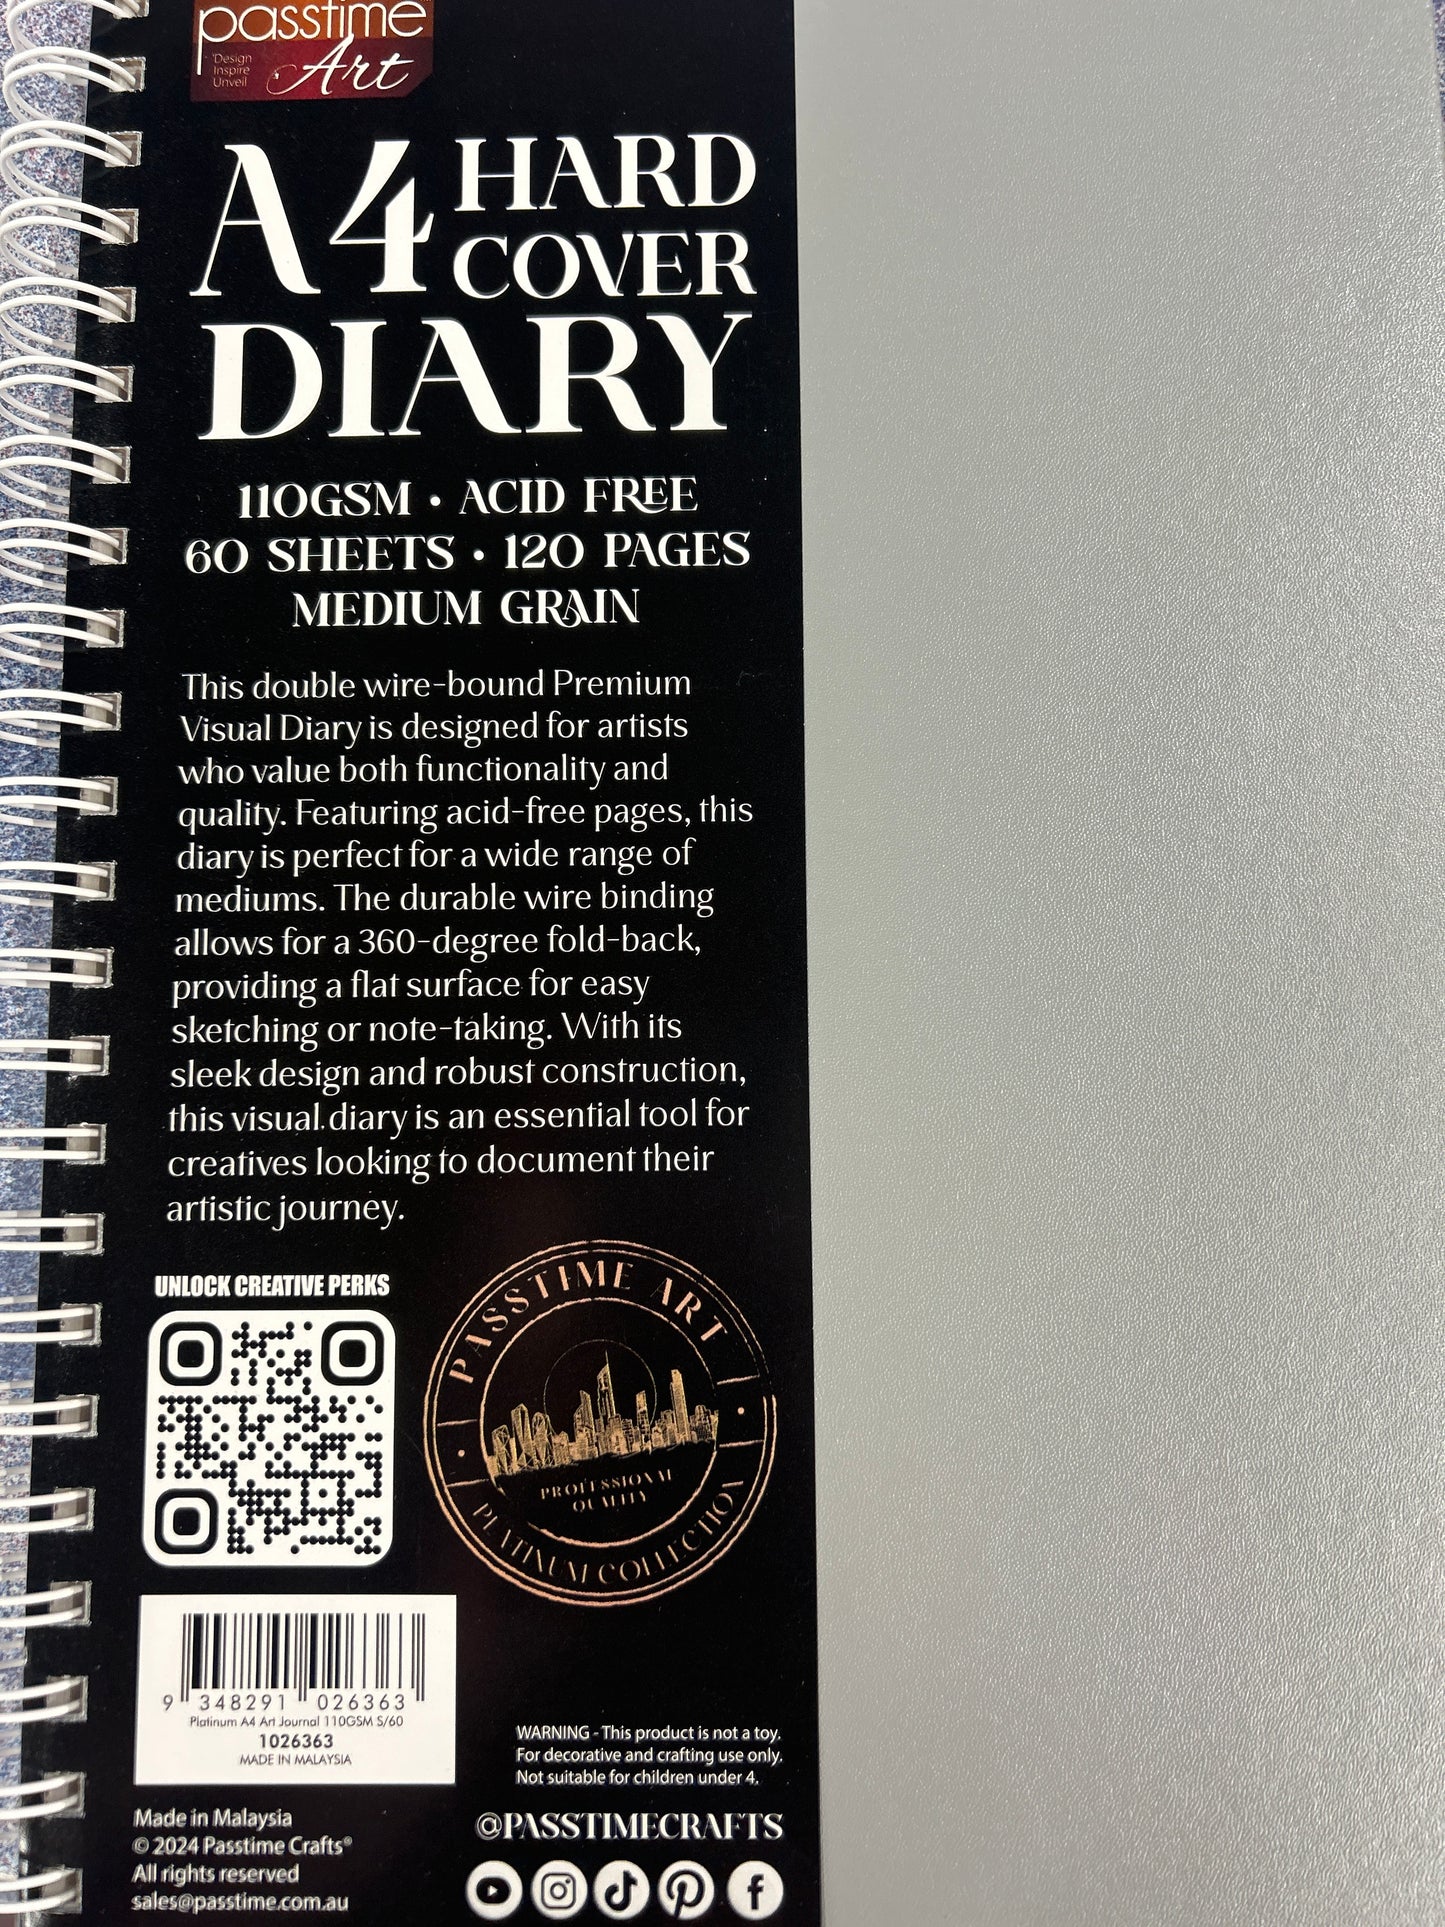 passtime
Art
Design
Inspire
Unveil
A4 HARD
COVER
DIARY
110GSM • ACID FREE
60 SHEETS • 120 PAGES
MEDIUM GRAIN
This double wire-bound Premium
Visual Diary is designed for artists
who value both functionality and
quality. Featuring acid-free pages, this
diary is perfect for a wide range of
mediums. The durable wire binding
allows for a 360-degree fold-back,
providing a flat surface for easy
sketching or note-taking. With its
sleek design and robust construction,
this visual diary is an essential tool for
creatives looking to document their
artistic journey.
UNLOCK CREATIVE PERKS
PASSTIME ART
PROFESSIONAL
QUALITY
PLATINUM COLLECTION
9 348291 026363
Platinum A4 Art Journal 110GSM S/60
1026363
MADE IN MALAYSIA
WARNING - This product is not a toy.
For decorative and crafting use only.
Not suitable for children under 4.
Made in Malaysia
© 2024 Passtime Crafts®
All rights reserved
sales@passtime.com.au
@PASSTIMECRAFTS